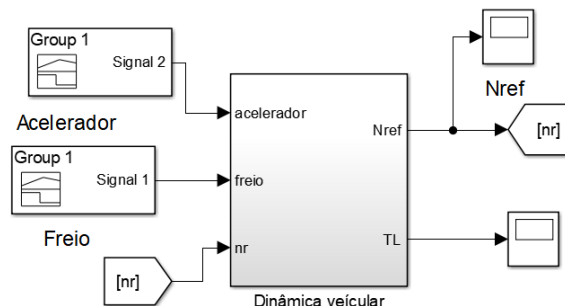 Group 1
Signal 2
Acelerador
Group 1
Signal 1
Freio
[nr]
acelerador
freio
nr
Nref
TL
Dinâmica veícular
Nref
[nr]